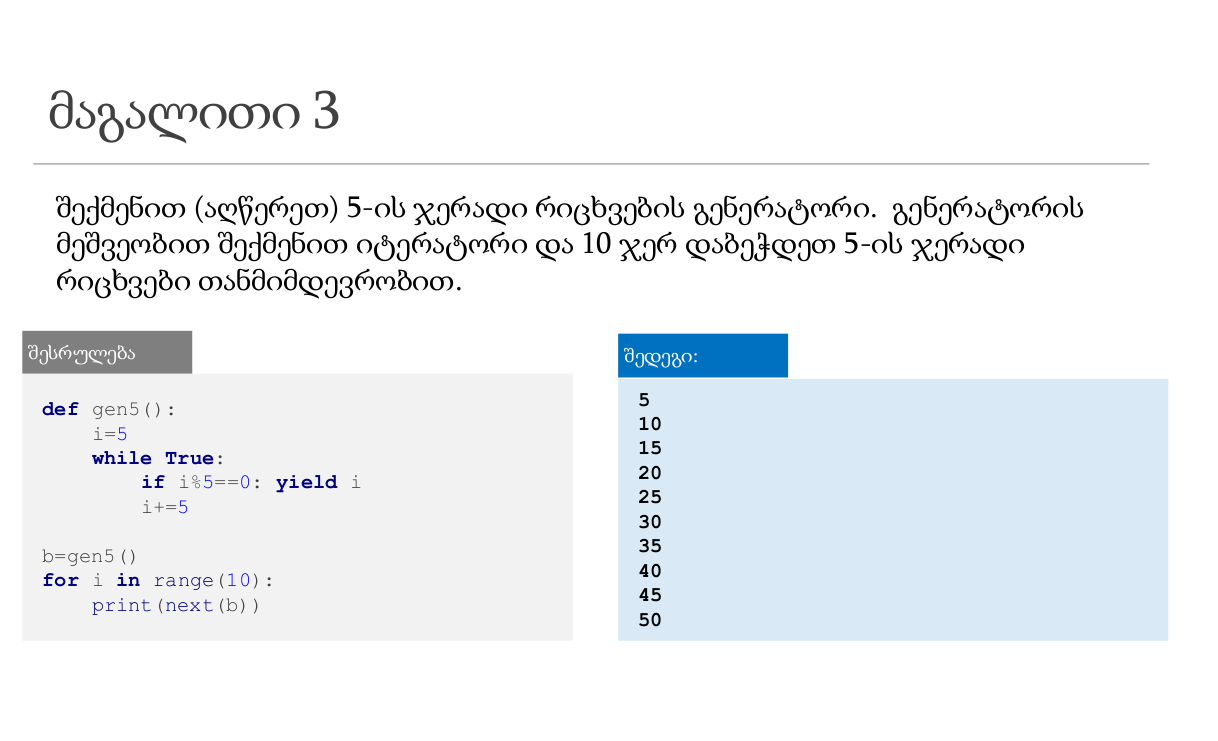 მაგალითი 3
შექმენით (აღწერეთ) 5-ის ჯერადი რიცხვების გენერატორი.  გენერატორის
მეშვეობით შექმენით იტერატორი და 10 ჯერ დაბეჭდეთ 5-ის ჯერადი
რიცხვები თანმიმდევრობით.
შესრულება
def gen5():
    i=5
    while True:
        if i%5==0: yield i
        i+=5
b=gen5()
for i in range(10):
    print(next(b))
შედეგი:
5
10
15
20
25
30
35
40
45
50